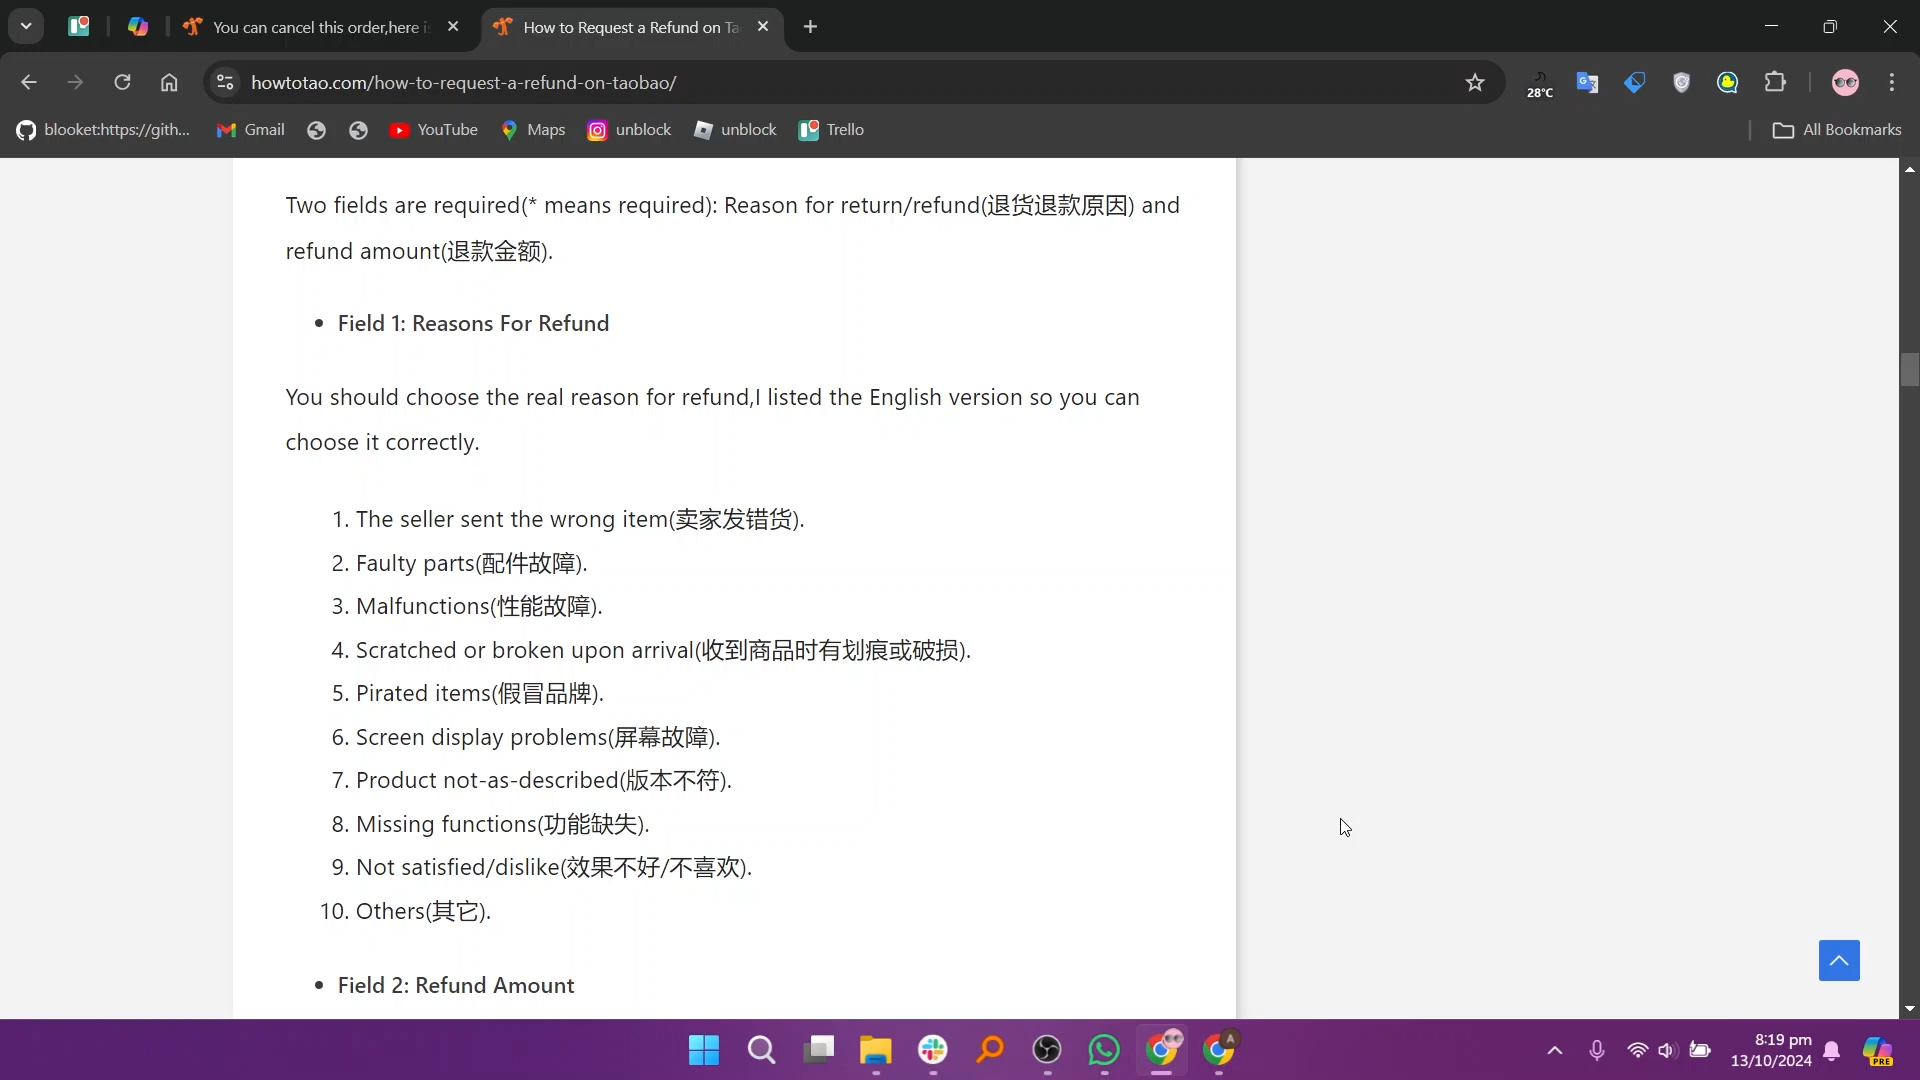 You can cancel this order,here i
How to Request a Refund on Ta
howtotao.com/how-to-request-a-refund-on-taobao/
28°C
blooket:https://gith...
Gmail
YouTube
Maps
unblock
unblock
Trello
All Bookmarks
Two fields are required(* means required): Reason for return/refund(退货退款原因) and
refund amount(退款金额).
• Field 1: Reasons For Refund
You should choose the real reason for refund,I listed the English version so you can
choose it correctly.
1. The seller sent the wrong item(卖家发错货).
2. Faulty parts(配件故障).
3. Malfunctions(性能故障).
4. Scratched or broken upon arrival(收到商品时有划痕或破损).
5. Pirated items(假冒品牌).
6. Screen display problems(屏幕故障).
7. Product not-as-described(版本不符).
8. Missing functions(功能缺失).
9. Not satisfied/dislike(效果不好/不喜欢).
10. Others(其它).
• Field 2: Refund Amount
A
8:19 pm
13/10/2024
PRE